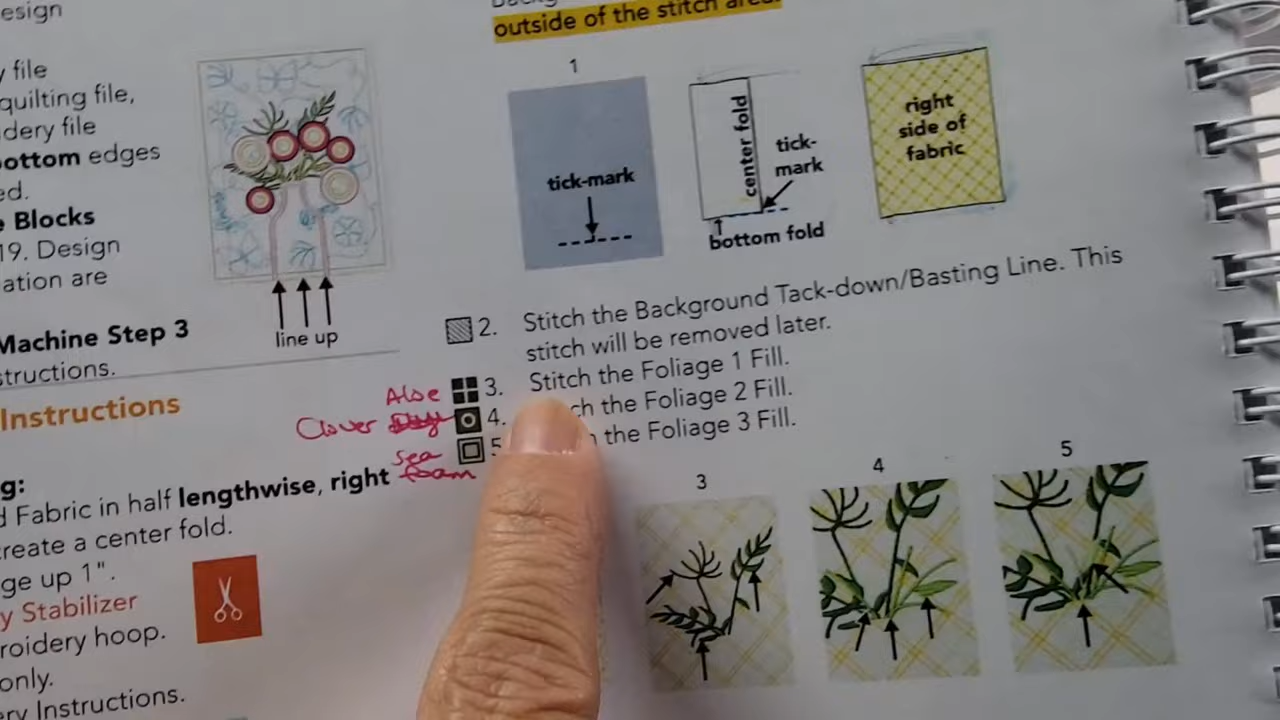 esign
y file
quilting file,
dery file
ottom edges
ed.
e Blocks
19. Design
ation are
Machine Step 3
structions.
line up
Instructions
g:
d Fabric in half lengthwise, right
create a center fold.
ge up 1".
y Stabilizer
roidery hoop.
only.
ery Instructions.
outside of the stitch area.
1
tick-mark
center fold
tick-
mark
bottom fold
right
side of
fabric
2. Stitch the Background Tack-down/Basting Line. This
stitch will be removed later.
Aloe 3. Stitch the Foliage 1 Fill.
Clover 4. ch the Foliage 2 Fill.
sea foam 5 the Foliage 3 Fill.
3
4
5